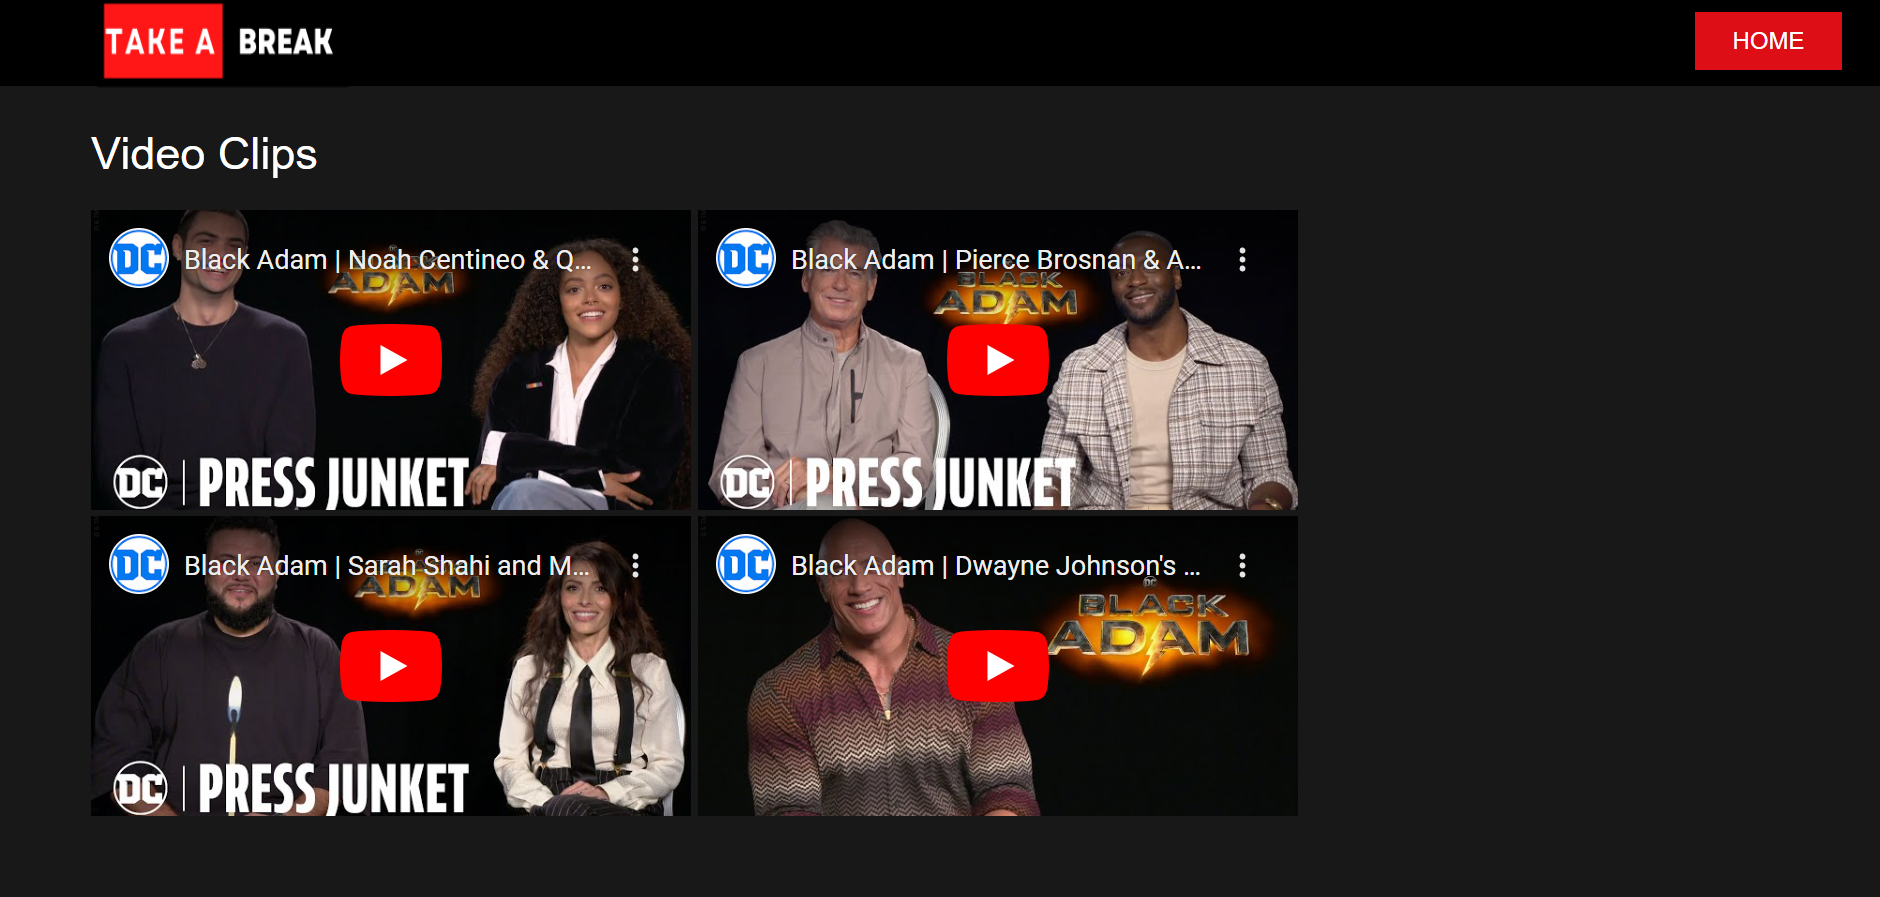 TAKE A BREAK
HOME
Video Clips
DC
Black Adam | Noah Centineo & Q...
ADAM
DC | PRESS JUNKET
DC
Black Adam | Pierce Brosnan & A...
BLACK
ADAM
DC | PRESS JUNKET
DC
Black Adam | Sarah Shahi and M...
ADAM
DC | PRESS JUNKET
DC
Black Adam | Dwayne Johnson's ...
DC
BLACK
ADAM